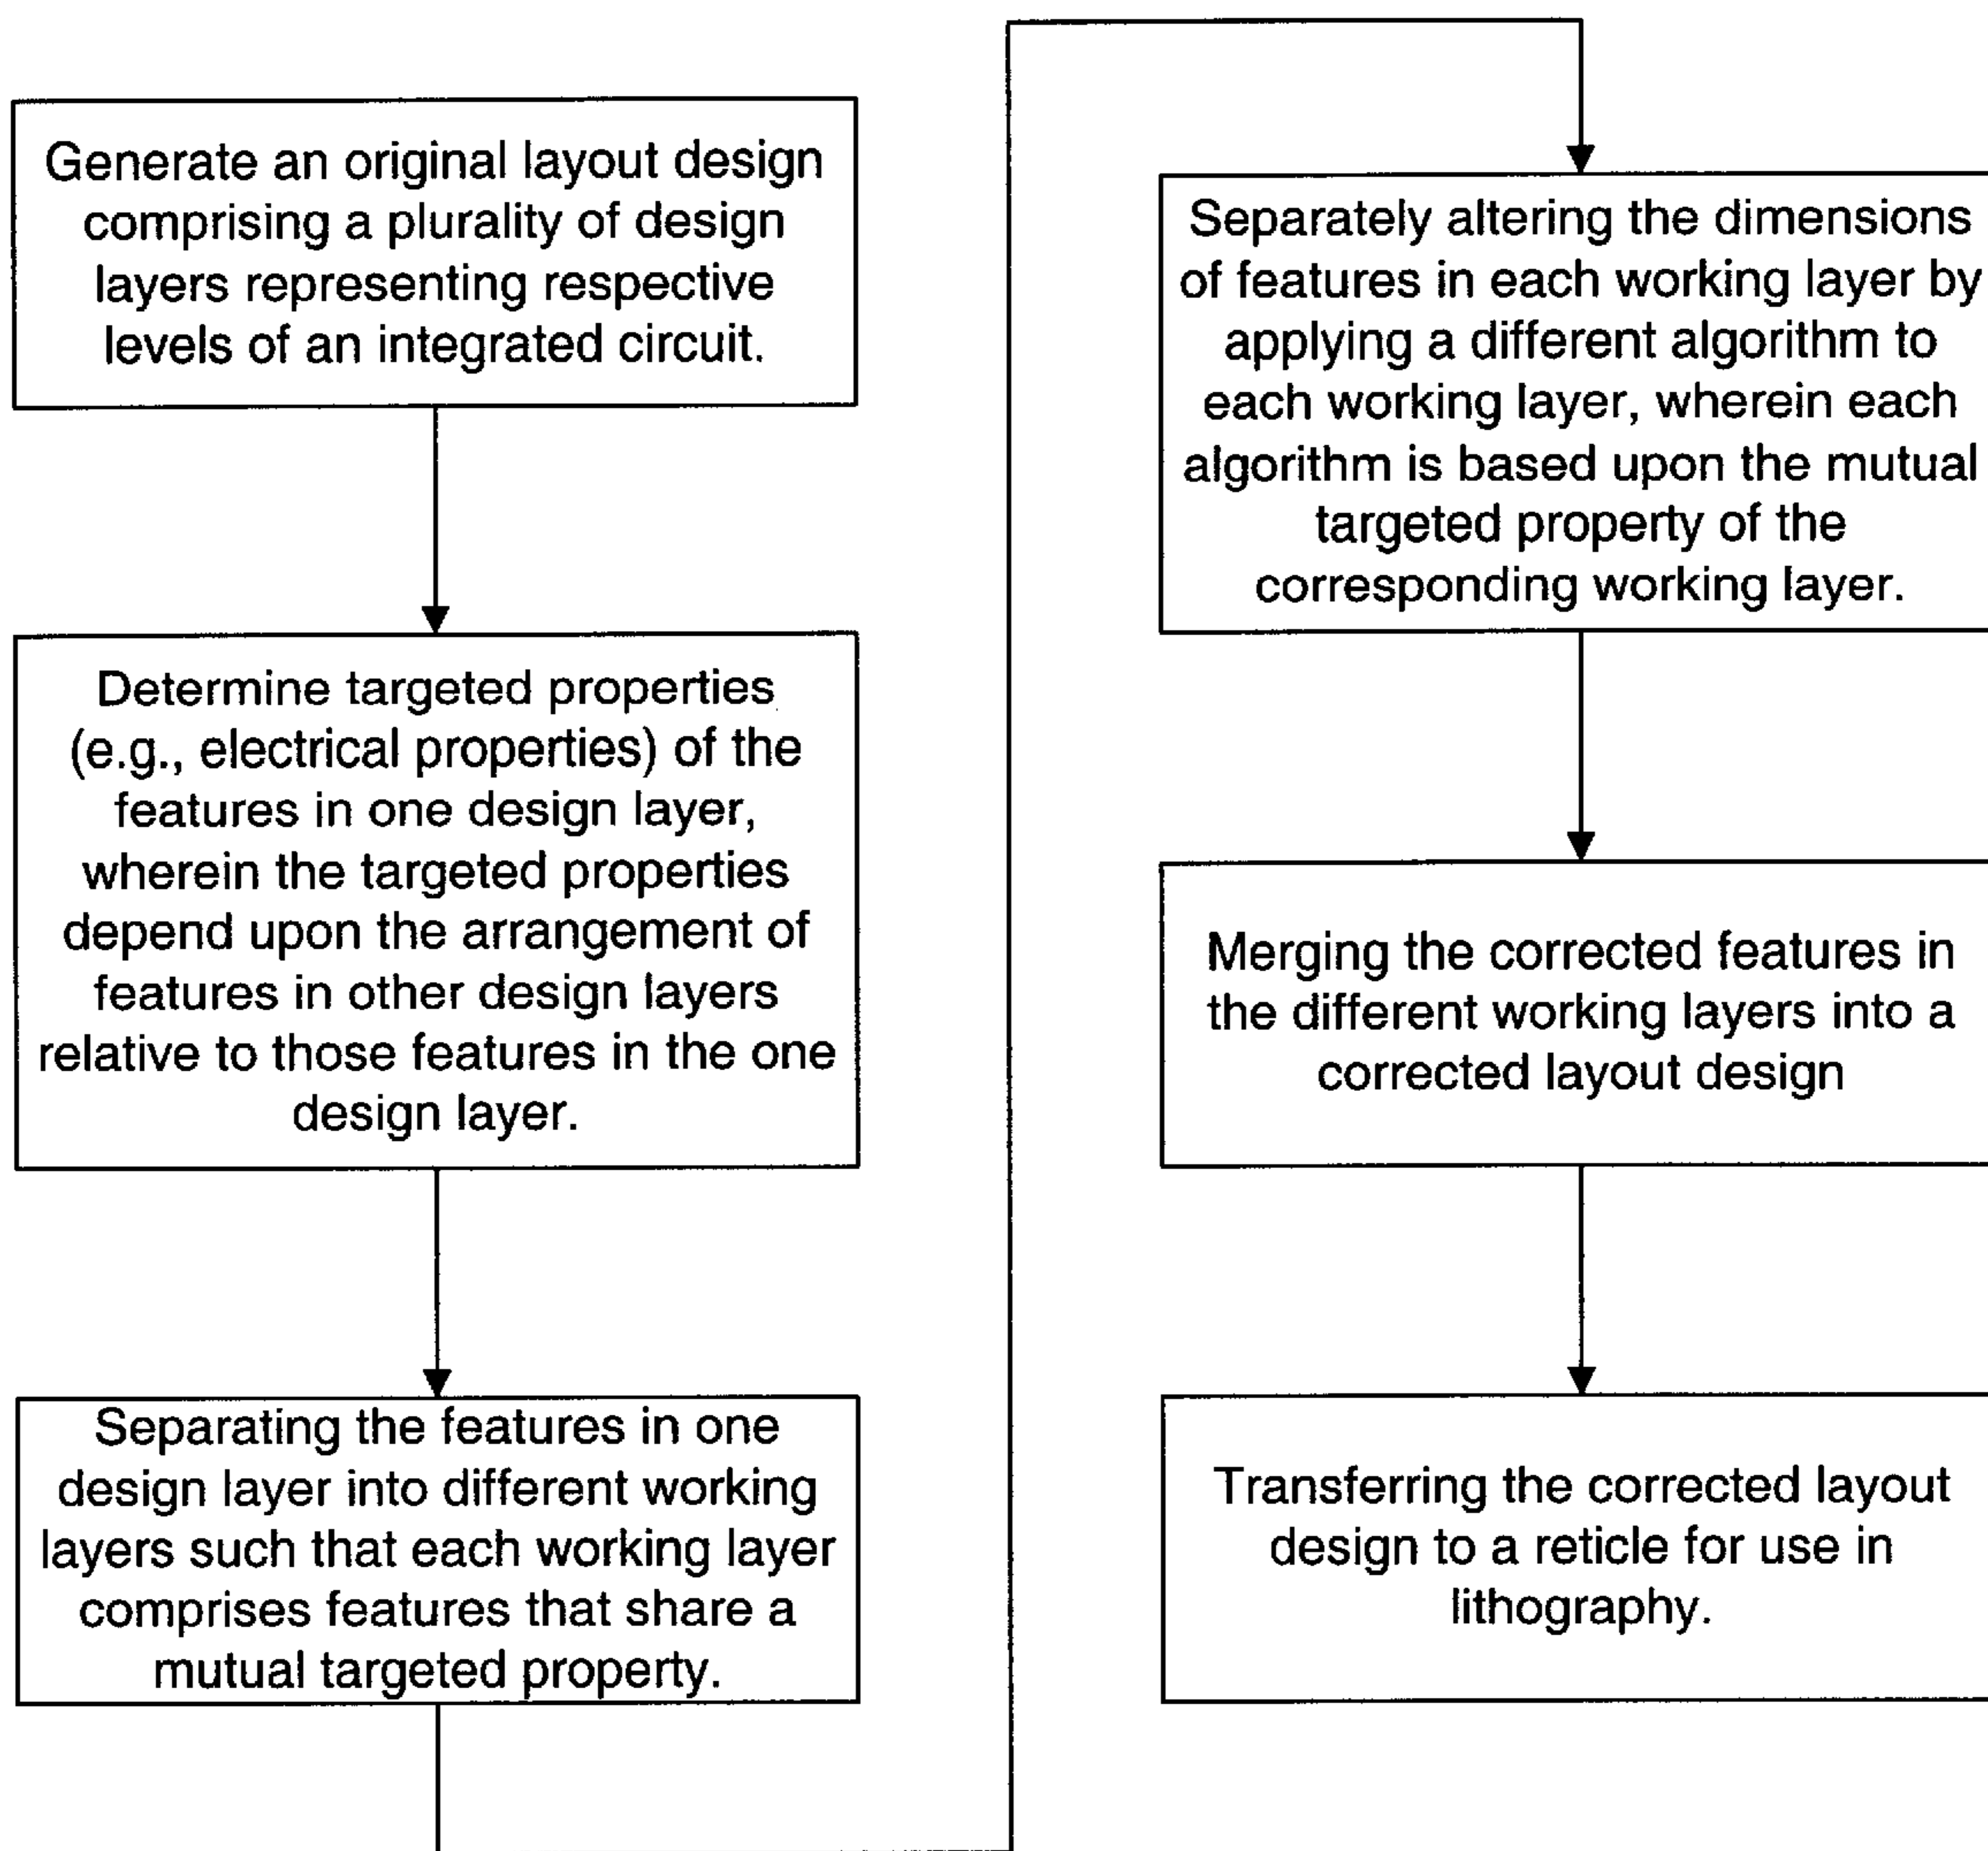 Generate an original layout design
comprising a plurality of design
layers representing respective
levels of an integrated circuit.
Determine targeted properties
(e.g., electrical properties) of the
features in one design layer,
wherein the targeted properties
depend upon the arrangement of
features in other design layers
relative to those features in the one
design layer.
Separating the features in one
design layer into different working
layers such that each working layer
comprises features that share a
mutual targeted property.
Separately altering the dimensions
of features in each working layer by
applying a different algorithm to
each working layer, wherein each
algorithm is based upon the mutual
targeted property of the
corresponding working layer.
Merging the corrected features in
the different working layers into a
corrected layout design
Transferring the corrected layout
design to a reticle for use in
lithography.